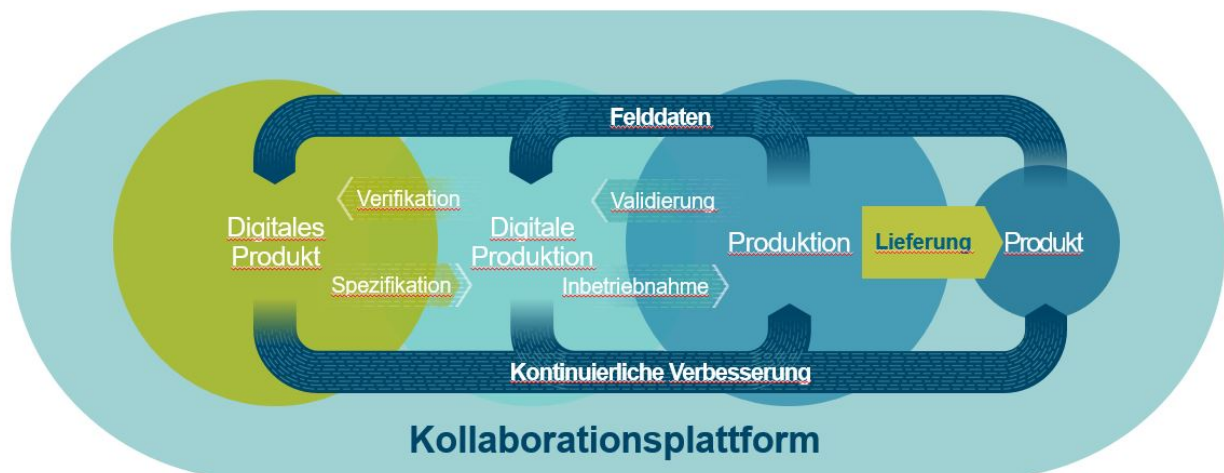 Felddaten
Verifikation
Validierung
Digitales
Produkt
Digitale
Produktion
Produktion
Lieferung
Produkt
Spezifikation
Inbetriebnahme
Kontinuierliche Verbesserung
Kollaborationsplattform